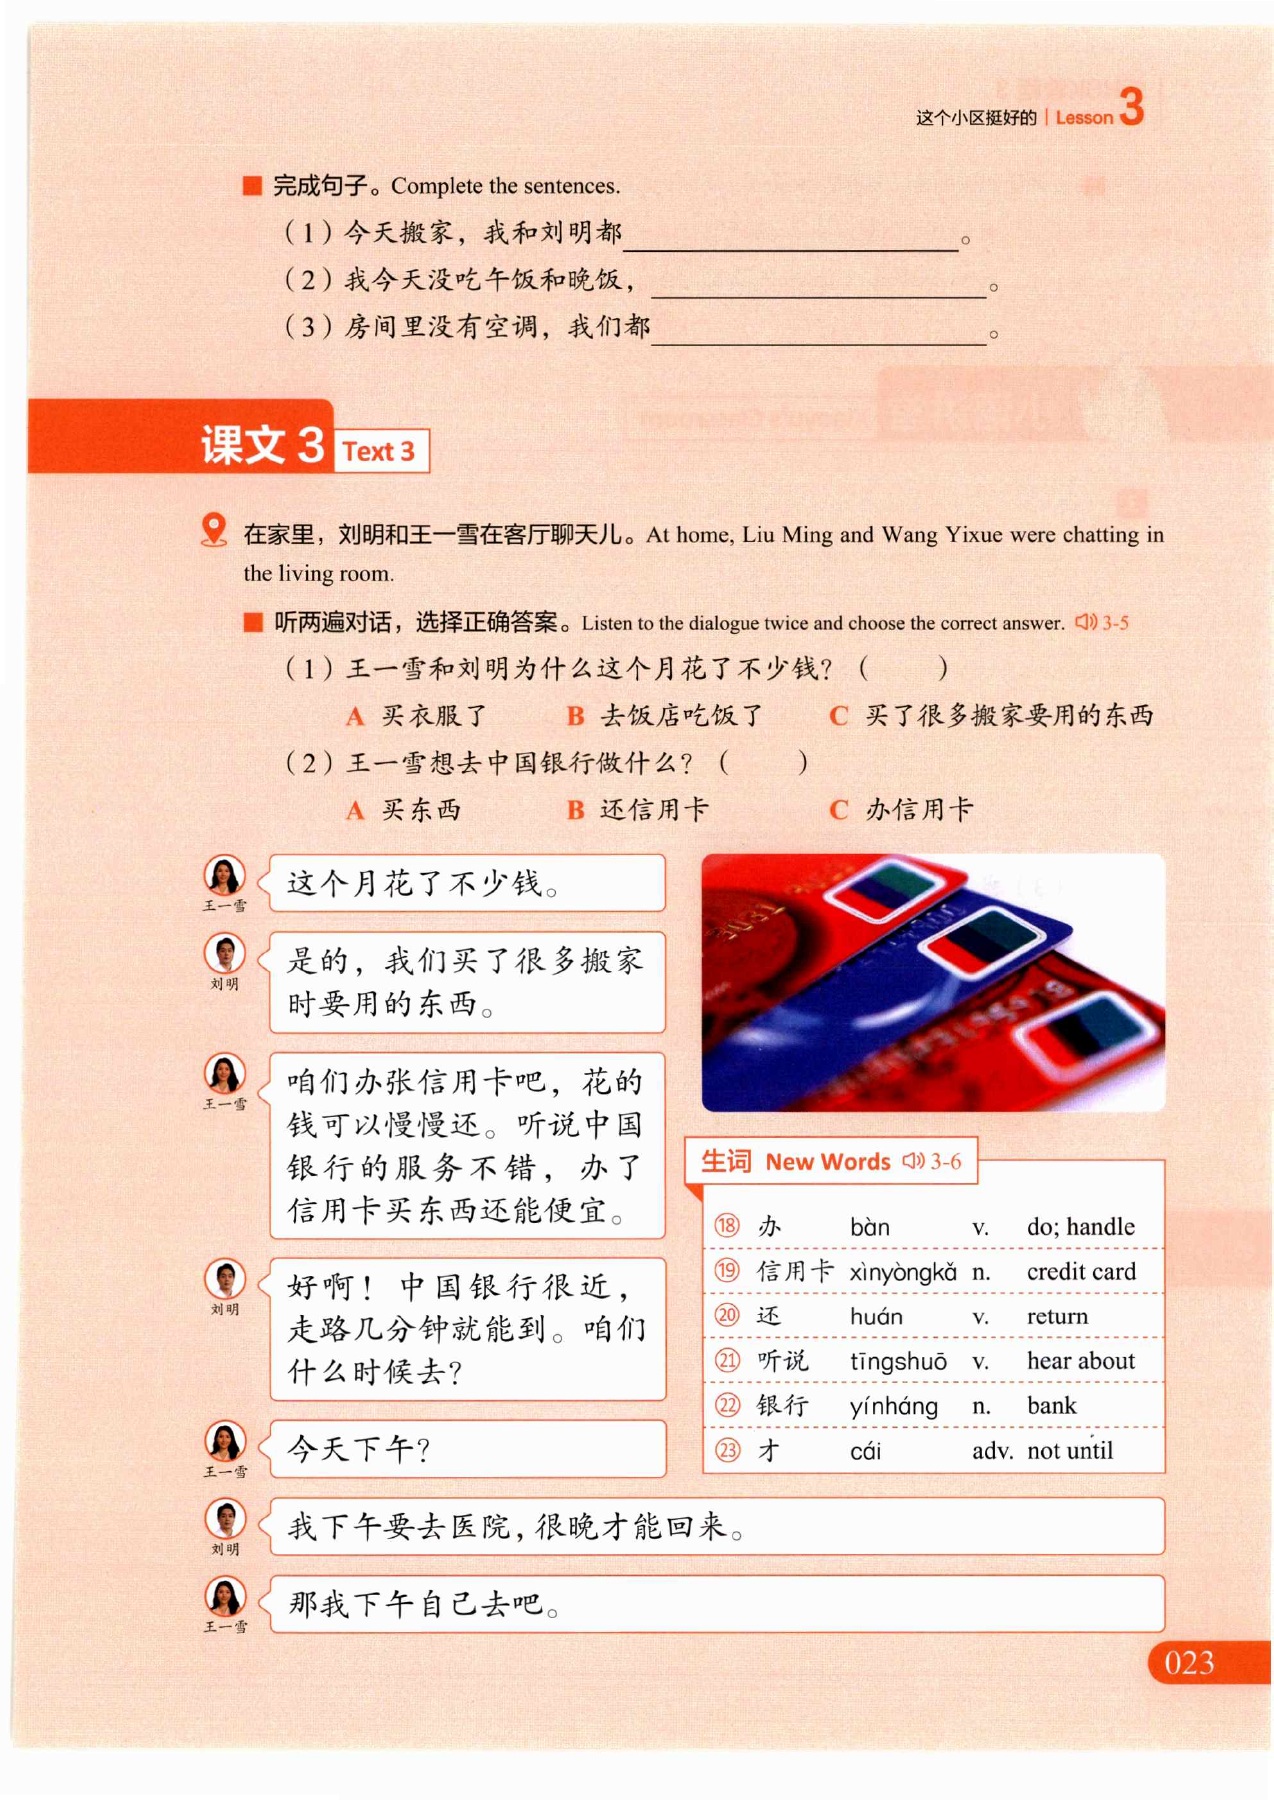 这个小区挺好的 | Lesson 3
■ 完成句子。Complete the sentences.
（1）今天搬家，我和刘明都____________。
（2）我今天没吃午饭和晚饭，____________。
（3）房间里没有空调，我们都____________。
课文 3 Text 3
在家里，刘明和王一雪在客厅聊天儿。At home, Liu Ming and Wang Yixue were chatting in
the living room.
■ 听两遍对话，选择正确答案。Listen to the dialogue twice and choose the correct answer. 3-5
（1）王一雪和刘明为什么这个月花了不少钱？（　　）
A 买衣服了 B 去饭店吃饭了 C 买了很多搬家要用的东西
（2）王一雪想去中国银行做什么？（　　）
A 买东西 B 还信用卡 C 办信用卡
王一雪
这个月花了不少钱。
刘明
是的，我们买了很多搬家
时要用的东西。
王一雪
咱们办张信用卡吧，花的
钱可以慢慢还。听说中国
银行的服务不错，办了
信用卡买东西还能便宜。
刘明
好啊！中国银行很近，
走路几分钟就能到。咱们
什么时候去？
王一雪
今天下午？
刘明
我下午要去医院，很晚才能回来。
王一雪
那我下午自己去吧。
生词 New Words 3-6
⑱ 办 bàn v. do; handle
⑲ 信用卡 xìnyòngkǎ n. credit card
⑳ 还 huán v. return
㉑ 听说 tīngshuō v. hear about
㉒ 银行 yínháng n. bank
㉓ 才 cái adv. not until
023